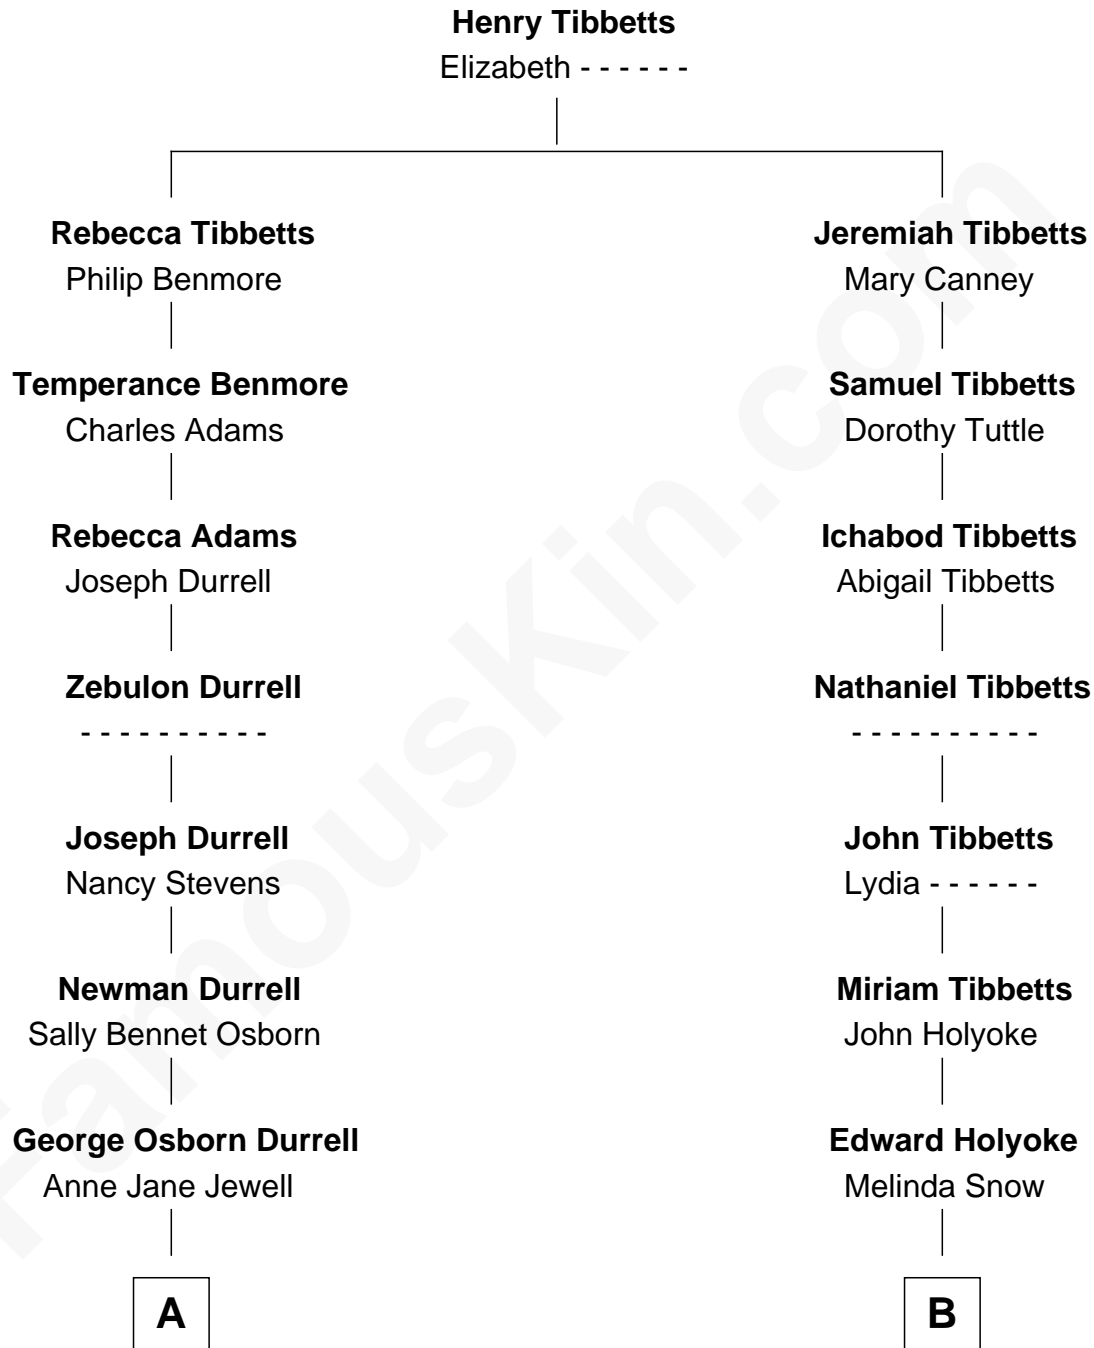 Henry Tibbetts
Elizabeth - - - - - -
Rebecca Tibbetts
Philip Benmore
Temperance Benmore
Charles Adams
Rebecca Adams
Joseph Durrell
Zebulon Durrell
- - - - - - - - - -
Joseph Durrell
Nancy Stevens
Newman Durrell
Sally Bennet Osborn
George Osborn Durrell
Anne Jane Jewell
A
Jeremiah Tibbetts
Mary Canney
Samuel Tibbetts
Dorothy Tuttle
Ichabod Tibbetts
Abigail Tibbetts
Nathaniel Tibbetts
- - - - - - - - - -
John Tibbetts
Lydia - - - - - -
Miriam Tibbetts
John Holyoke
Edward Holyoke
Melinda Snow
B
FamousKin.com